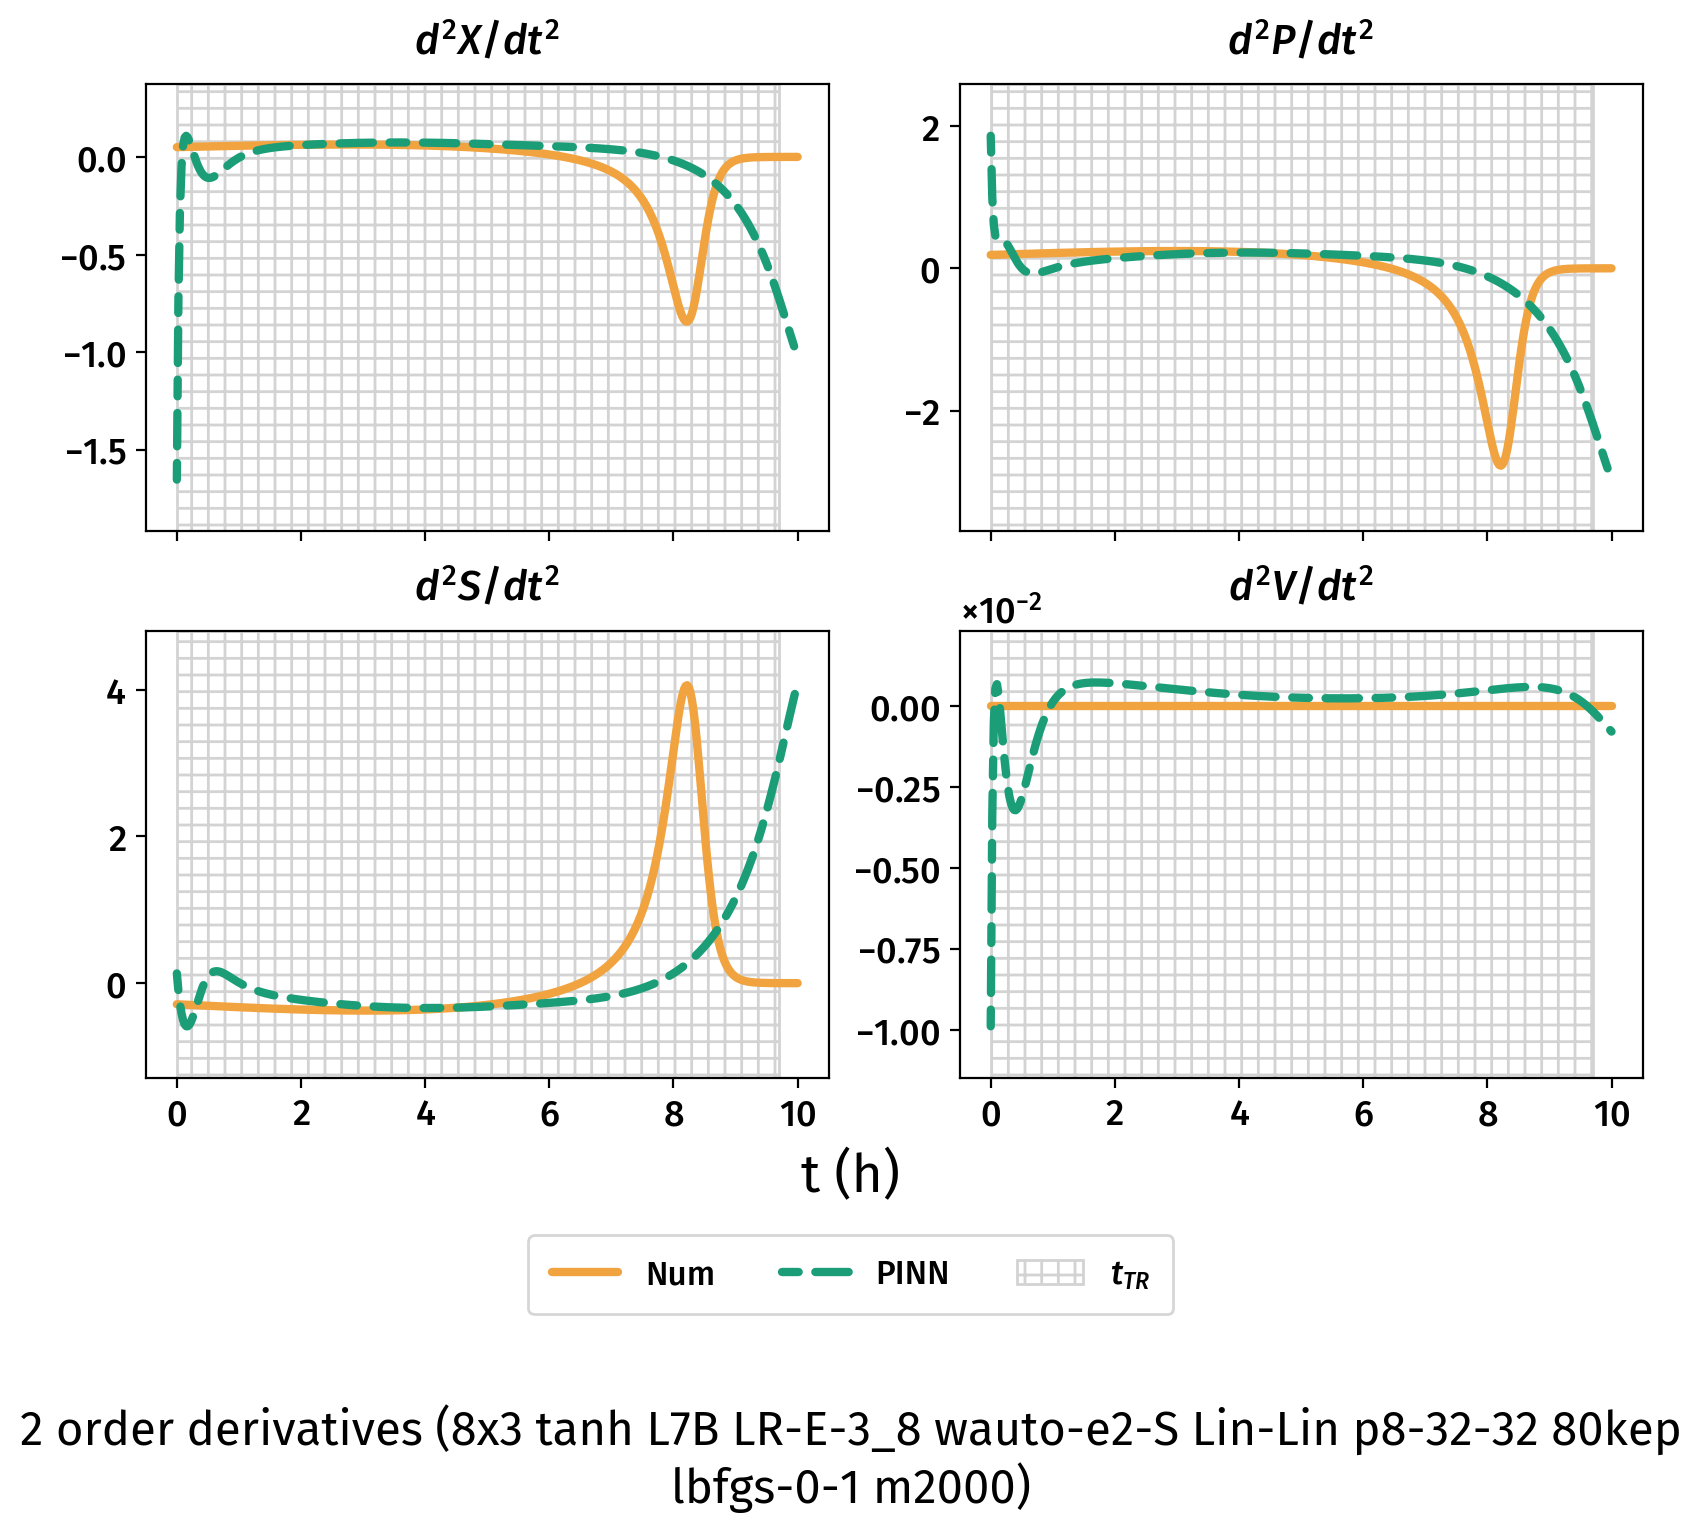 d²X/dt²
d²P/dt²
0.0
−0.5
−1.0
−1.5
2
0
−2
d²S/dt²
d²V/dt²
×10⁻²
4
2
0
0.00
−0.25
−0.50
−0.75
−1.00
0 2 4 6 8 10
0 2 4 6 8 10
t (h)
Num PINN t_TR
2 order derivatives (8x3 tanh L7B LR-E-3_8 wauto-e2-S Lin-Lin p8-32-32 80kep
lbfgs-0-1 m2000)